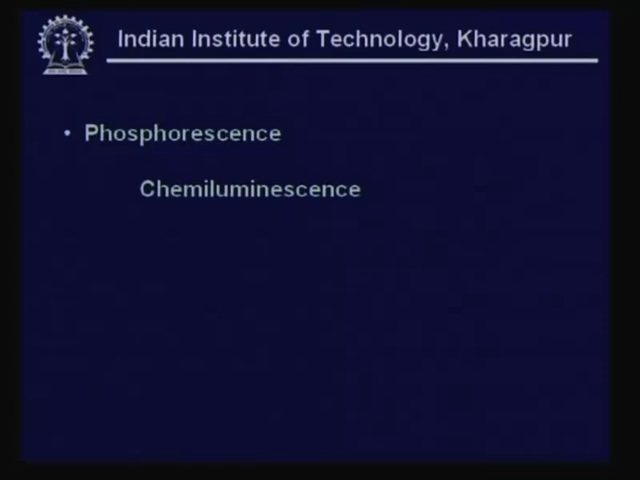 Indian Institute of Technology, Kharagpur
• Phosphorescence
Chemiluminescence